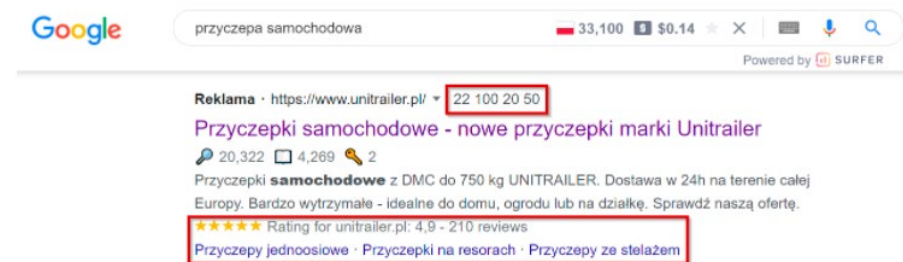 Google
przyczepa samochodowa 33,100 $0.14
Powered by SURFER
Reklama · https://www.unitrailer.pl/ 22 100 20 50
Przyczepki samochodowe - nowe przyczepki marki Unitrailer
20,322 4,269 2
Przyczepki samochodowe z DMC do 750 kg UNITRAILER. Dostawa w 24h na terenie całej
Europy. Bardzo wytrzymałe - idealne do domu, ogrodu lub na działkę. Sprawdź naszą ofertę.
★★★★★ Rating for unitrailer.pl: 4,9 - 210 reviews
Przyczepy jednoosiowe · Przyczepki na resorach · Przyczepy ze stelażem